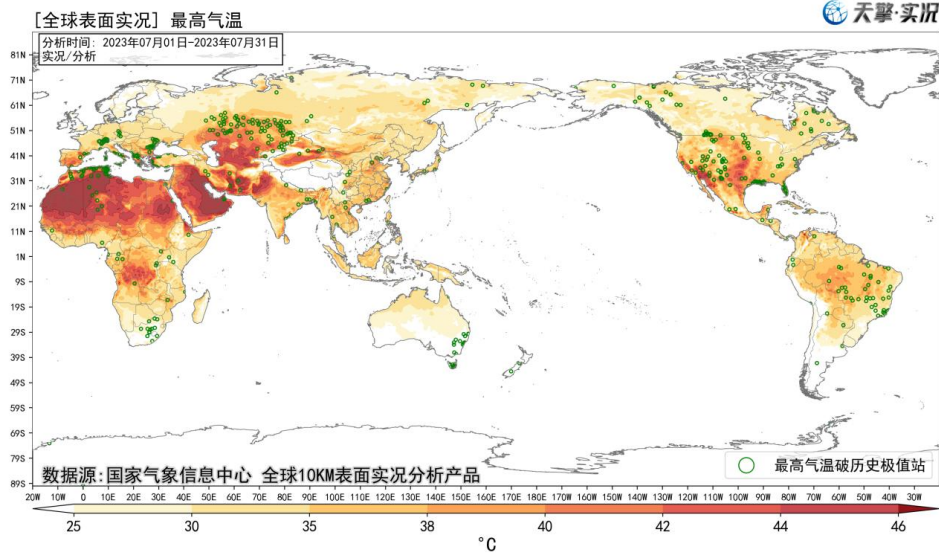 [全球表面实况] 最高气温
天擎·实况
分析时间: 2023年07月01日-2023年07月31日
实况/分析
81N
71N
61N
51N
41N
31N
21N
11N
1N
9S
19S
29S
39S
49S
59S
69S
79S
89S
数据源:国家气象信息中心 全球10KM表面实况分析产品
最高气温破历史极值站
20W 10W 0 10E 20E 30E 40E 50E 60E 70E 80E 90E 100E 110E 120E 130E 140E 150E 160E 170E 180 170W 160W 150W 140W 130W 120W 110W 100W 90W 80W 70W 60W 50W 40W 30W
25 30 35 38 40 42 44 46
°C